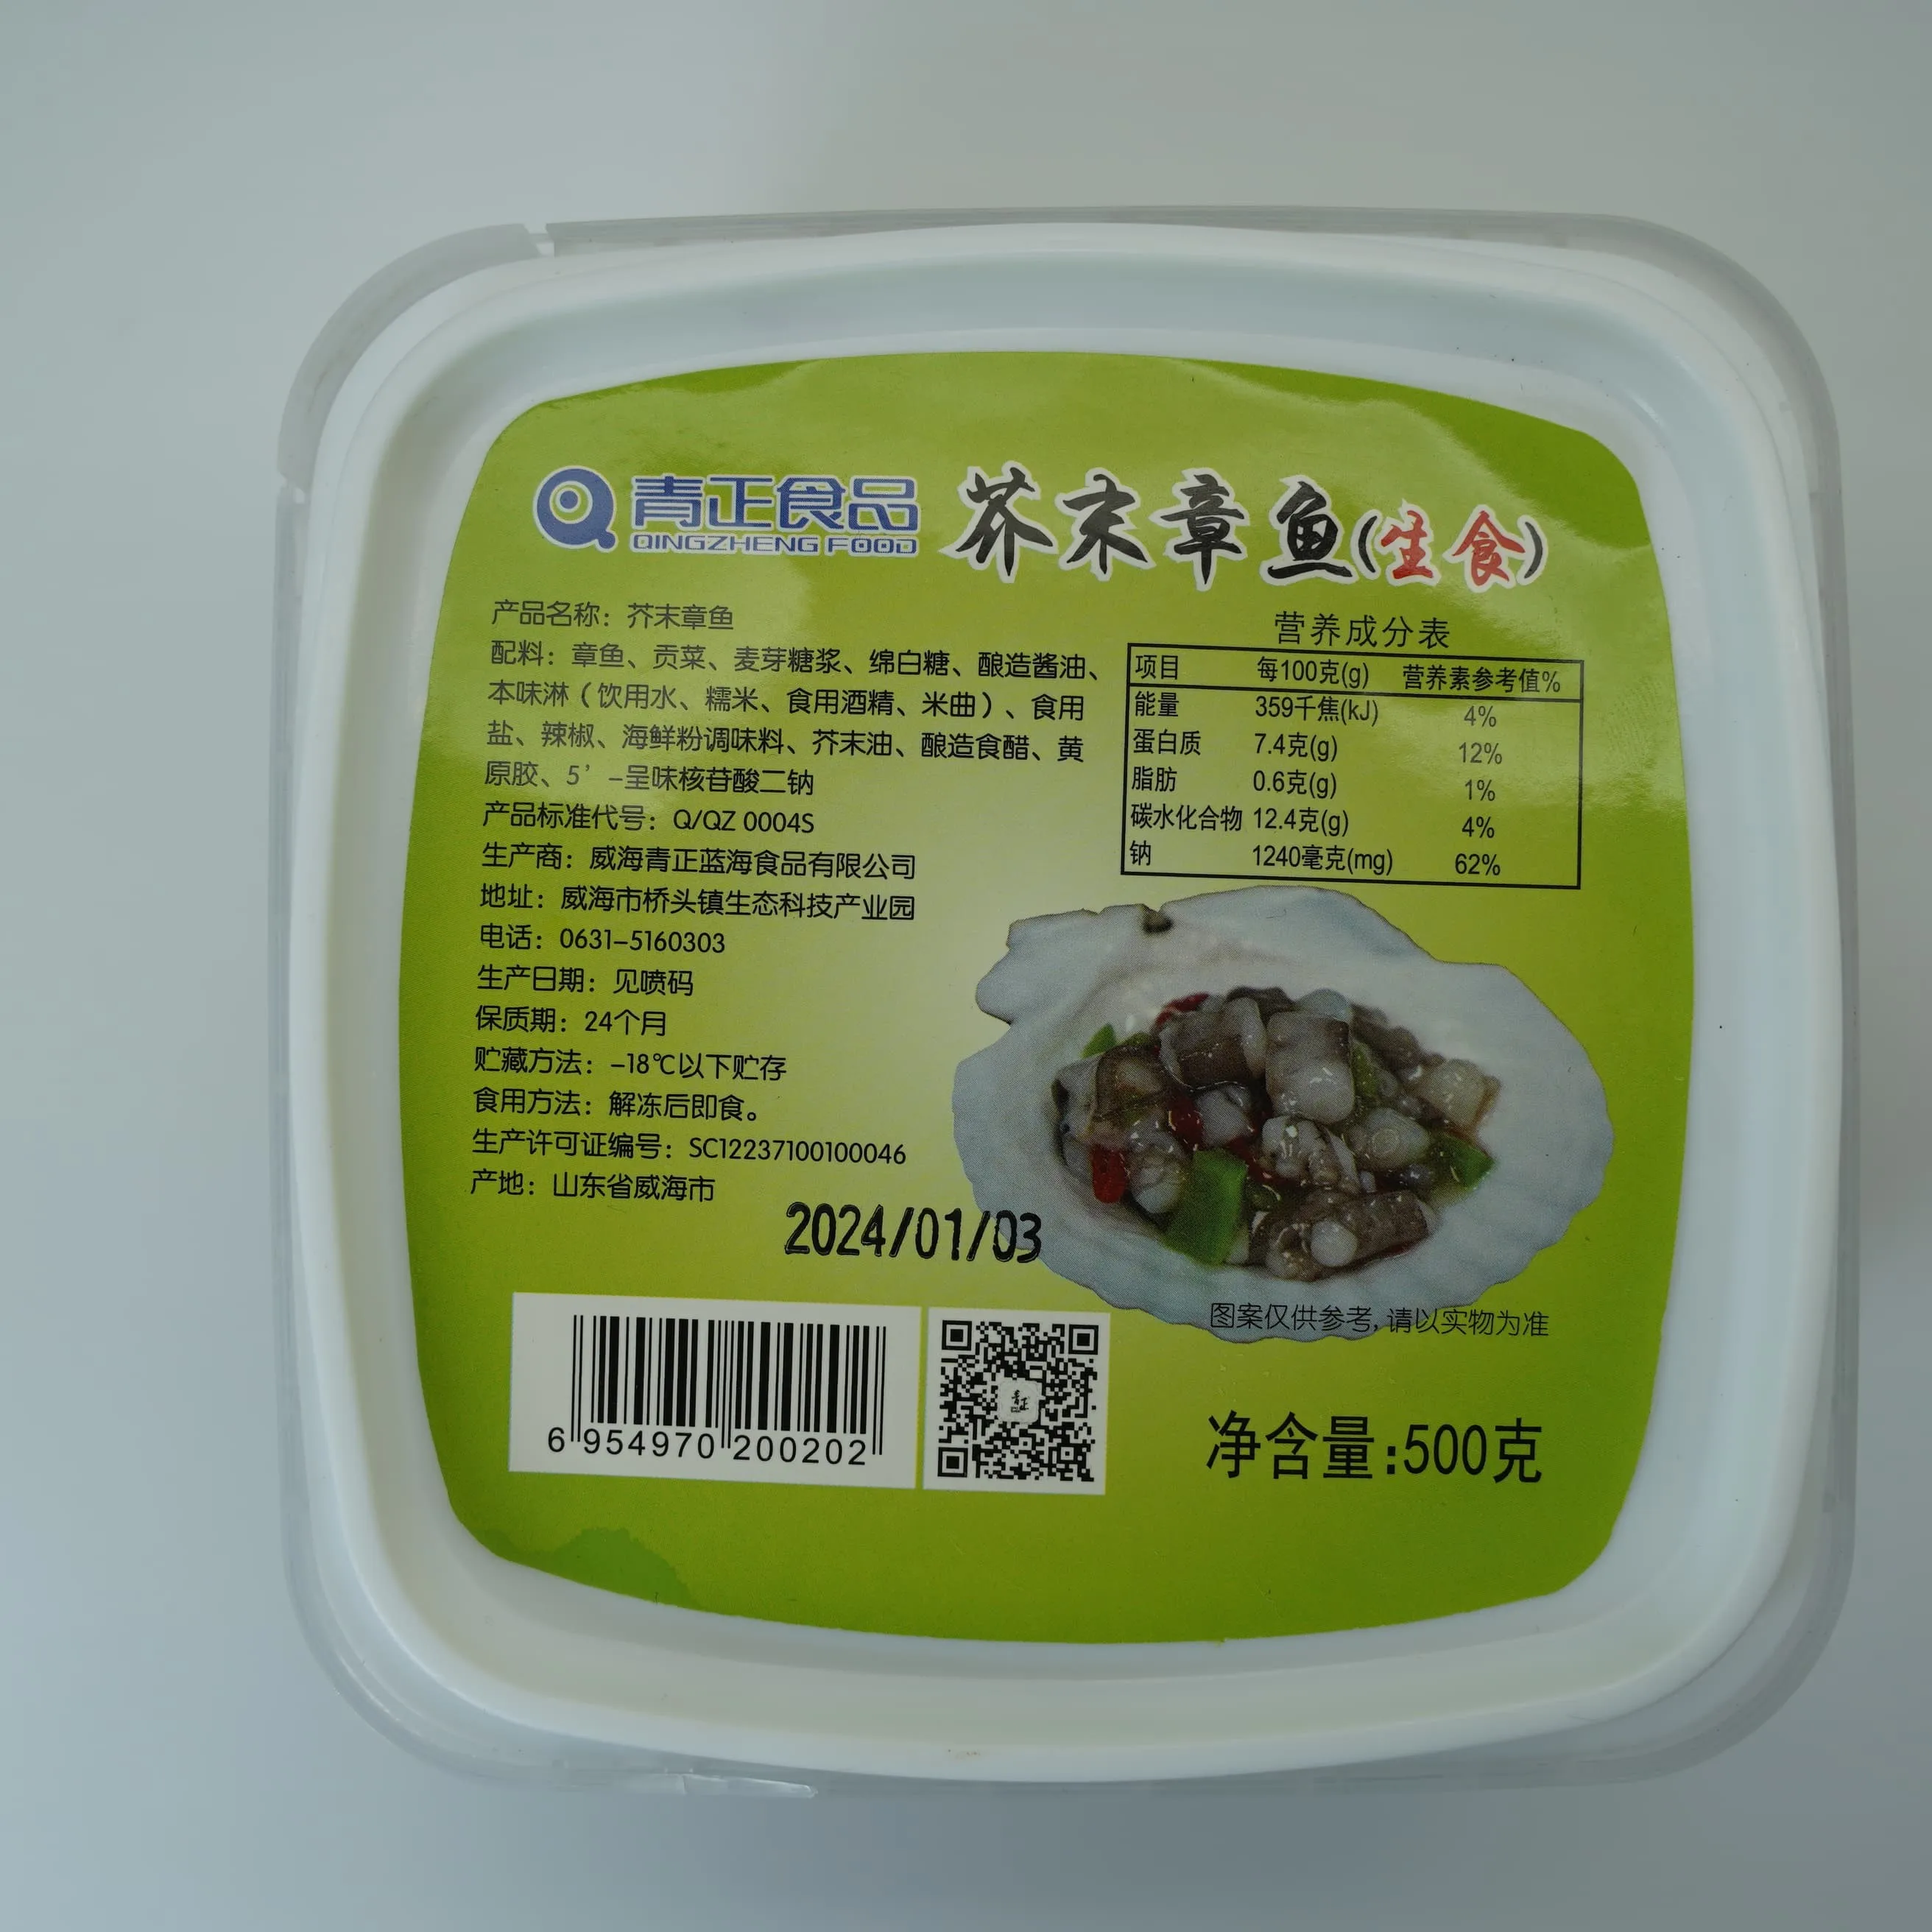 青正食品
QINGZHENG FOOD
芥末章鱼(生食)
产品名称：芥末章鱼
配料：章鱼、贡菜、麦芽糖浆、绵白糖、酿造酱油、
本味淋（饮用水、糯米、食用酒精、米曲）、食用
盐、辣椒、海鲜粉调味料、芥末油、酿造食醋、黄
原胶、5’-呈味核苷酸二钠
产品标准代号：Q/QZ 0004S
生产商：威海青正蓝海食品有限公司
地址：威海市桥头镇生态科技产业园
电话：0631-5160303
生产日期：见喷码
保质期：24个月
贮藏方法：-18℃以下贮存
食用方法：解冻后即食。
生产许可证编号：SC12237100100046
产地：山东省威海市
2024/01/03
营养成分表
项目 每100克(g) 营养素参考值%
能量 359千焦(kJ) 4%
蛋白质 7.4克(g) 12%
脂肪 0.6克(g) 1%
碳水化合物 12.4克(g) 4%
钠 1240毫克(mg) 62%
图案仅供参考,请以实物为准
6 954970 200202
青正
净含量:500克